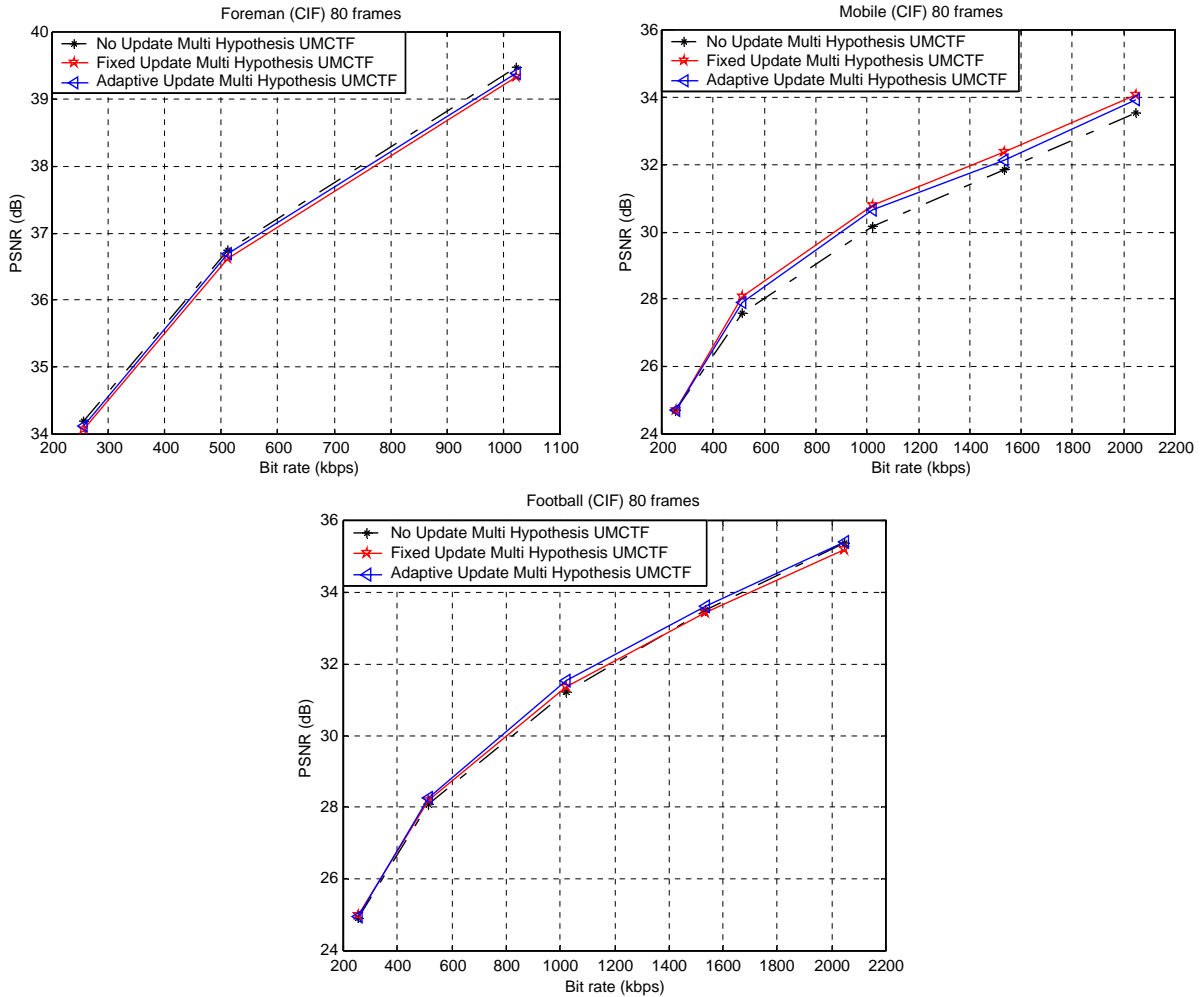 Foreman (CIF) 80 frames
No Update Multi Hypothesis UMCTF
Fixed Update Multi Hypothesis UMCTF
Adaptive Update Multi Hypothesis UMCTF
PSNR (dB)
40
39
38
37
36
35
34
200 300 400 500 600 700 800 900 1000 1100
Bit rate (kbps)
Mobile (CIF) 80 frames
No Update Multi Hypothesis UMCTF
Fixed Update Multi Hypothesis UMCTF
Adaptive Update Multi Hypothesis UMCTF
PSNR (dB)
36
34
32
30
28
26
24
200 400 600 800 1000 1200 1400 1600 1800 2000 2200
Bit rate (kbps)
Football (CIF) 80 frames
No Update Multi Hypothesis UMCTF
Fixed Update Multi Hypothesis UMCTF
Adaptive Update Multi Hypothesis UMCTF
PSNR (dB)
36
34
32
30
28
26
24
200 400 600 800 1000 1200 1400 1600 1800 2000 2200
Bit rate (kbps)